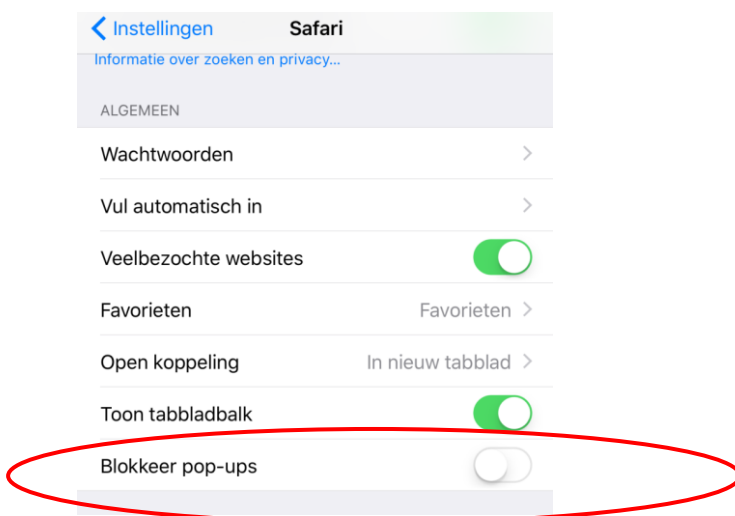 Instellingen Safari
Informatie over zoeken en privacy...
ALGEMEEN
Wachtwoorden
Vul automatisch in
Veelbezochte websites
Favorieten Favorieten
Open koppeling In nieuw tabblad
Toon tabbladbalk
Blokkeer pop-ups